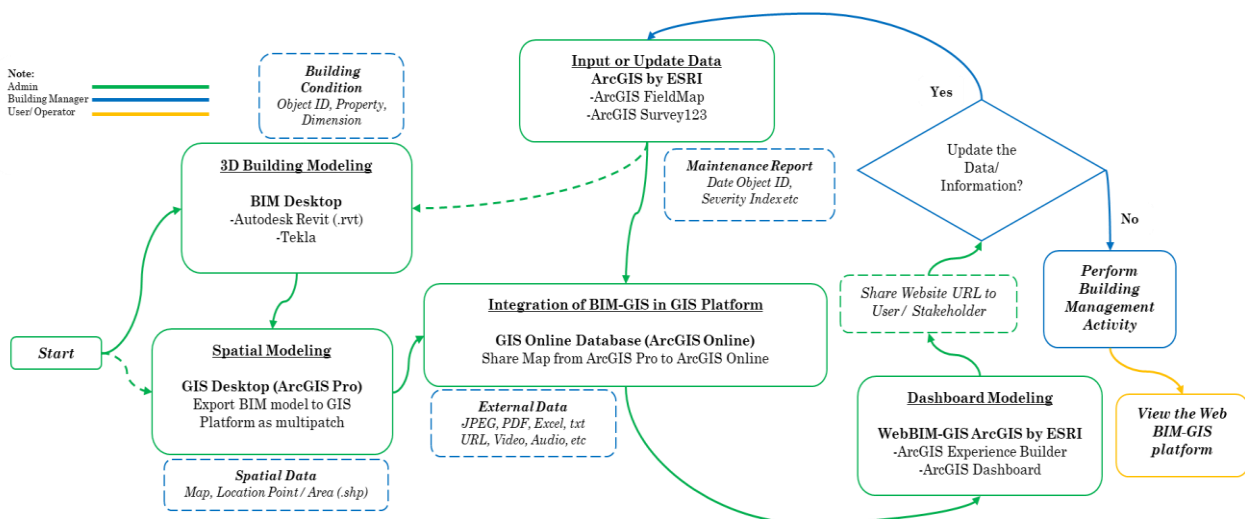 Note:
Admin
Building Manager
User/ Operator
Building
Condition
Object ID, Property,
Dimension
3D Building Modeling
BIM Desktop
-Autodesk Revit (.rvt)
-Tekla
Start
Spatial Modeling
GIS Desktop (ArcGIS Pro)
Export BIM model to GIS
Platform as multipatch
Spatial Data
Map, Location Point / Area (.shp)
Input or Update Data
ArcGIS by ESRI
-ArcGIS FieldMap
-ArcGIS Survey123
Maintenance Report
Date Object ID,
Severity Index etc
Integration of BIM-GIS in GIS Platform
GIS Online Database (ArcGIS Online)
Share Map from ArcGIS Pro to ArcGIS Online
External Data
JPEG, PDF, Excel, txt
URL, Video, Audio, etc
Yes
Update the
Data/
Information?
No
Share Website URL to
User / Stakeholder
Dashboard Modeling
WebBIM-GIS ArcGIS by ESRI
-ArcGIS Experience Builder
-ArcGIS Dashboard
Perform
Building
Management
Activity
View the Web
BIM-GIS
platform